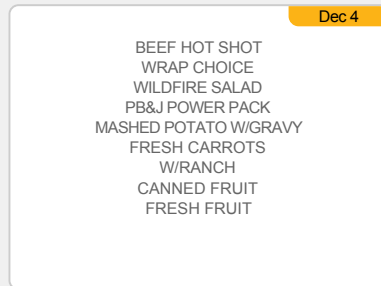 Dec 4
BEEF HOT SHOT
WRAP CHOICE
WILDFIRE SALAD
PB&J POWER PACK
MASHED POTATO W/GRAVY
FRESH CARROTS
W/RANCH
CANNED FRUIT
FRESH FRUIT